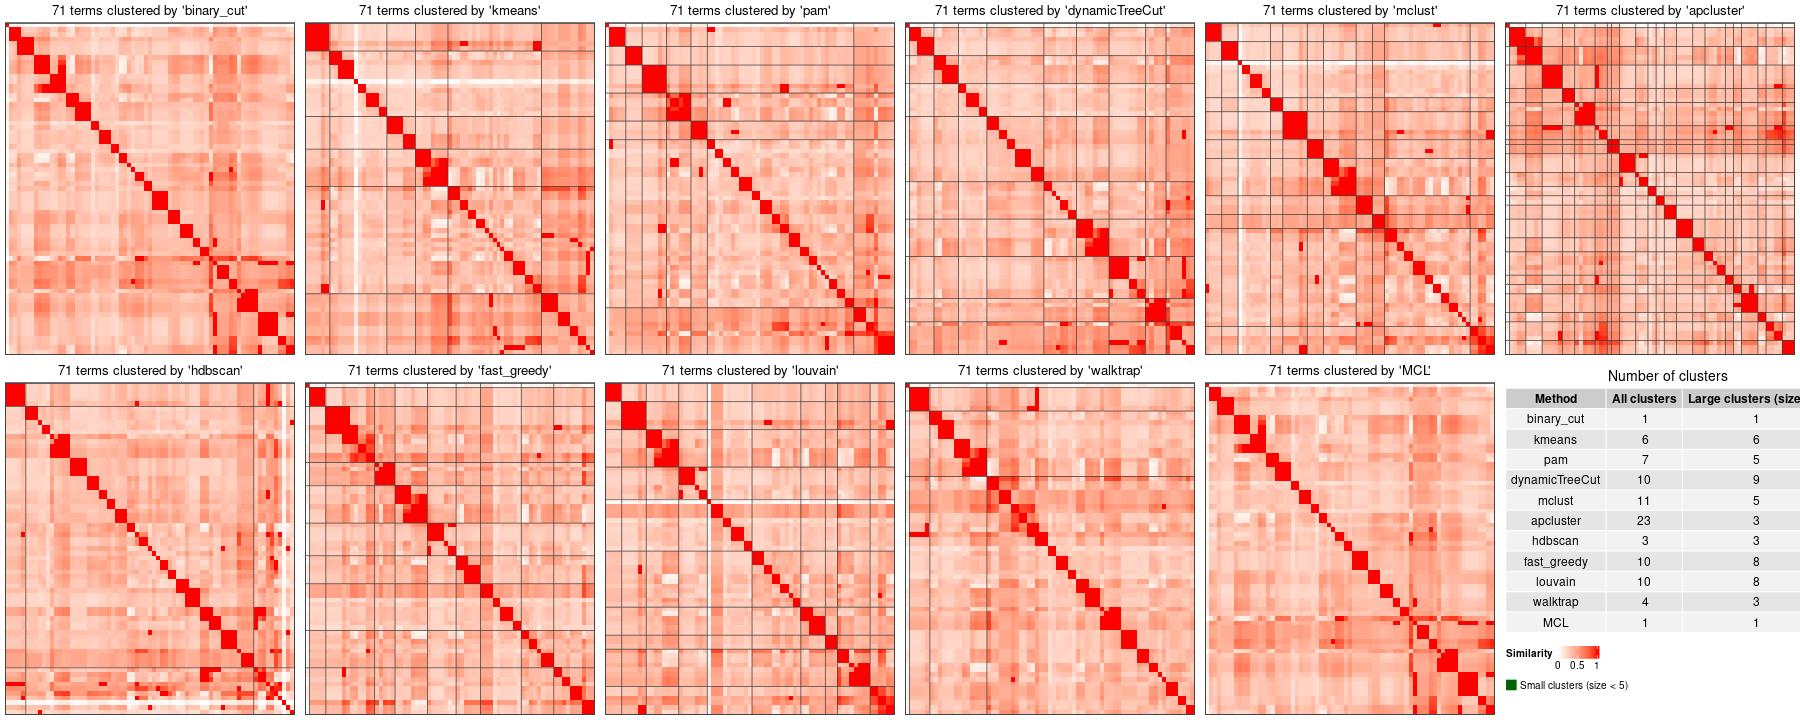 71 terms clustered by 'binary_cut'
71 terms clustered by 'kmeans'
71 terms clustered by 'pam'
71 terms clustered by 'dynamicTreeCut'
71 terms clustered by 'mclust'
71 terms clustered by 'apcluster'
71 terms clustered by 'hdbscan'
71 terms clustered by 'fast_greedy'
71 terms clustered by 'louvain'
71 terms clustered by 'walktrap'
71 terms clustered by 'MCL'
Number of clusters
Method All clusters Large clusters (size
binary_cut 1 1
kmeans 6 6
pam 7 5
dynamicTreeCut 10 9
mclust 11 5
apcluster 23 3
hdbscan 3 3
fast_greedy 10 8
louvain 10 8
walktrap 4 3
MCL 1 1
Similarity
0 0.5 1
Small clusters (size < 5)